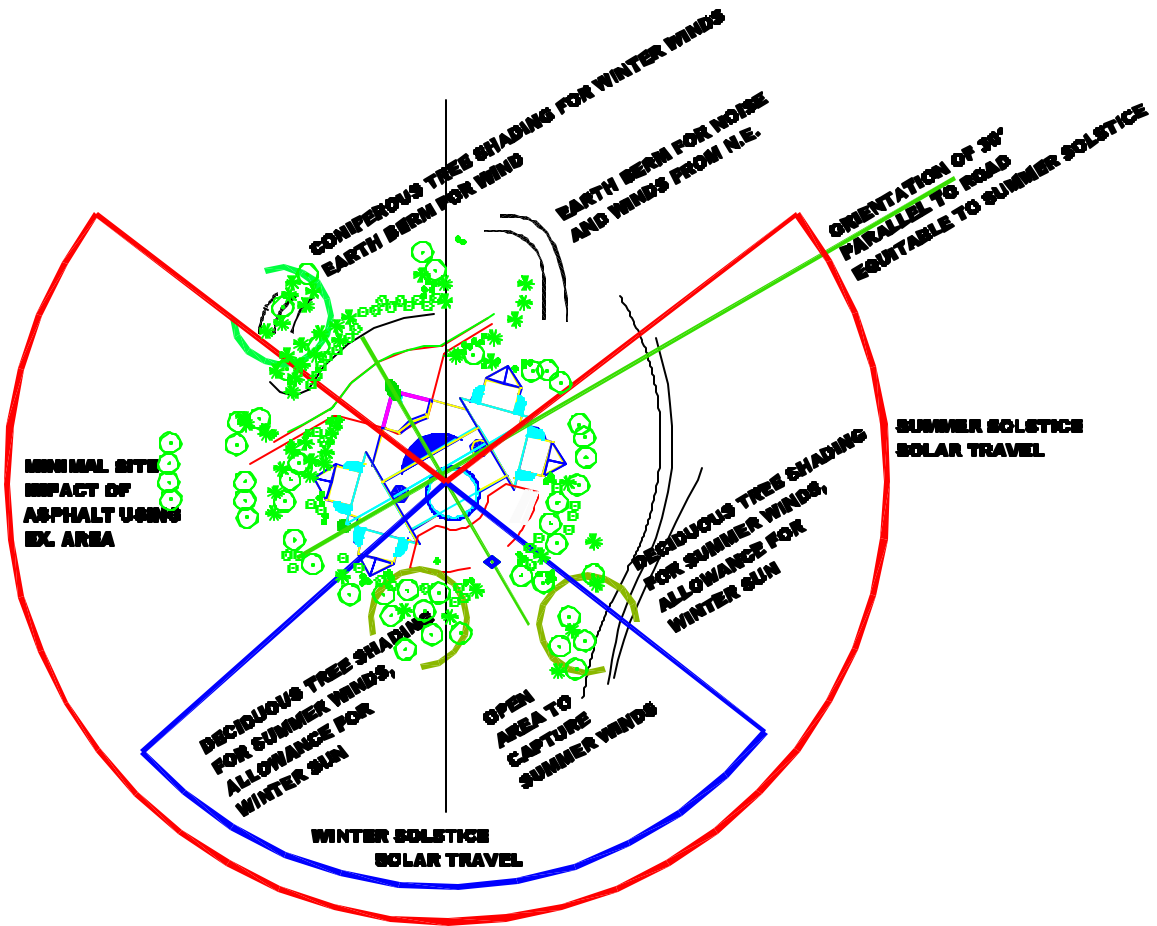 CONIFEROUS TREE SHADING FOR WINTER WINDS
EARTH BERM FOR WIND
EARTH BERM FOR NOISE
AND WINDS FROM N.E.
ORIENTATION OF 30°
PARALLEL TO ROAD
EQUITABLE TO SUMMER SOLSTICE
SUMMER SOLSTICE
SOLAR TRAVEL
MINIMAL SITE
IMPACT OF
ASPHALT USING
EX. AREA
DECIDUOUS TREE SHADING
FOR SUMMER WINDS,
ALLOWANCE FOR
WINTER SUN
DECIDUOUS TREE SHADING
FOR SUMMER WINDS,
ALLOWANCE FOR
WINTER SUN
OPEN
AREA TO
CAPTURE
SUMMER WINDS
WINTER SOLSTICE
SOLAR TRAVEL